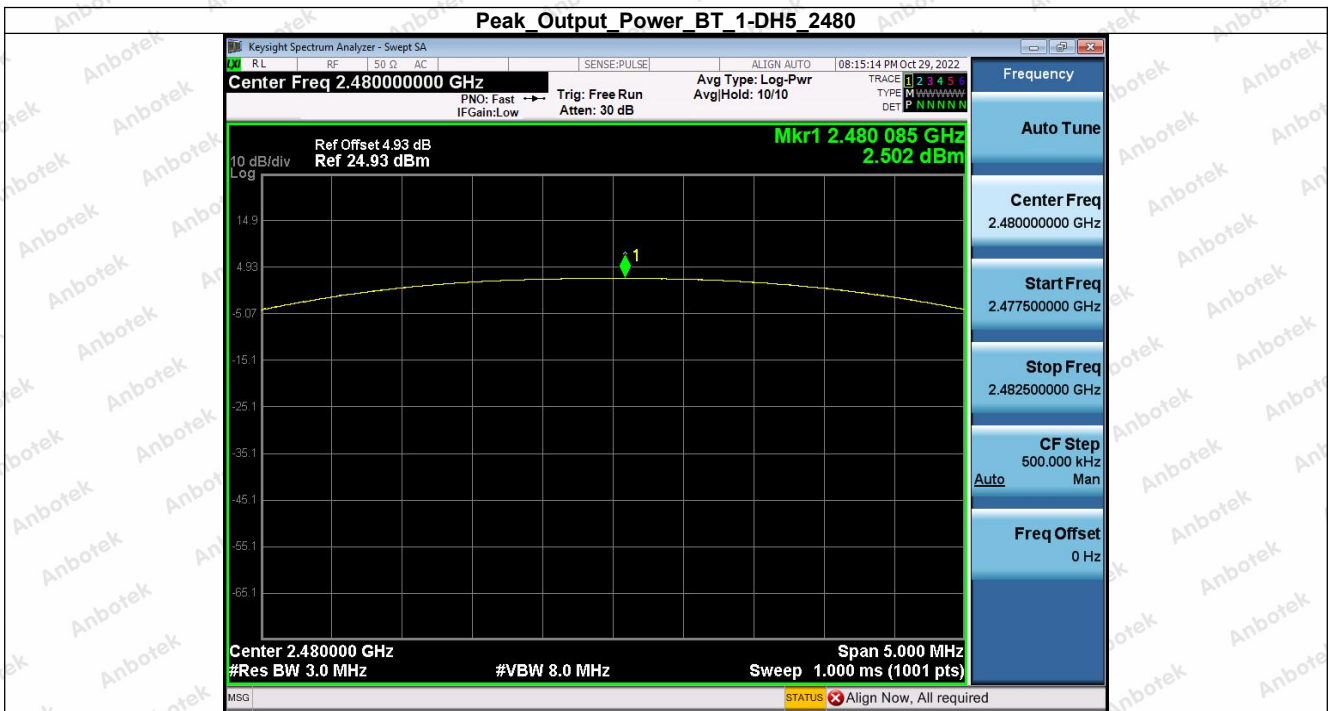 Peak_Output_Power_BT_1-DH5_2480
Keysight Spectrum Analyzer - Swept SA
LXI RL RF 50 Ω AC SENSE:PULSE ALIGN AUTO 08:15:14 PM Oct 29, 2022
Center Freq 2.480000000 GHz
PNO: Fast
IFGain:Low
Trig: Free Run
Atten: 30 dB
Avg Type: Log-Pwr
Avg|Hold: 10/10
TRACE 1 2 3 4 5 6
TYPE M WWWWW
DET P N N N N N
Mkr1 2.480 085 GHz
2.502 dBm
Ref Offset 4.93 dB
10 dB/div Ref 24.93 dBm
Log
14.9
4.93
-5.07
-15.1
-25.1
-35.1
-45.1
-55.1
-65.1
1
Center 2.480000 GHz Span 5.000 MHz
#Res BW 3.0 MHz #VBW 8.0 MHz Sweep 1.000 ms (1001 pts)
MSG STATUS Align Now, All required
Frequency
Auto Tune
Center Freq
2.480000000 GHz
Start Freq
2.477500000 GHz
Stop Freq
2.482500000 GHz
CF Step
500.000 kHz
Auto Man
Freq Offset
0 Hz
Anbotek